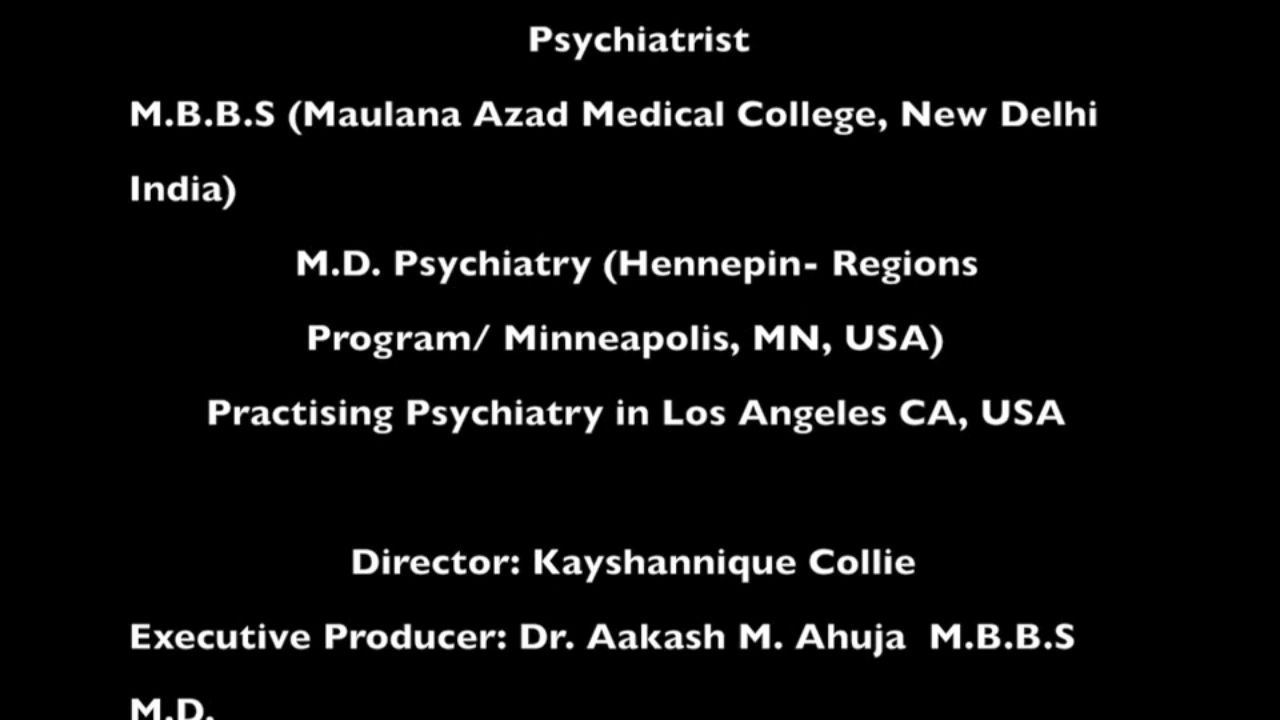 Psychiatrist
M.B.B.S (Maulana Azad Medical College, New Delhi
India)
M.D. Psychiatry (Hennepin- Regions
Program/ Minneapolis, MN, USA)
Practising Psychiatry in Los Angeles CA, USA
Director: Kayshannique Collie
Executive Producer: Dr. Aakash M. Ahuja  M.B.B.S
M.D.